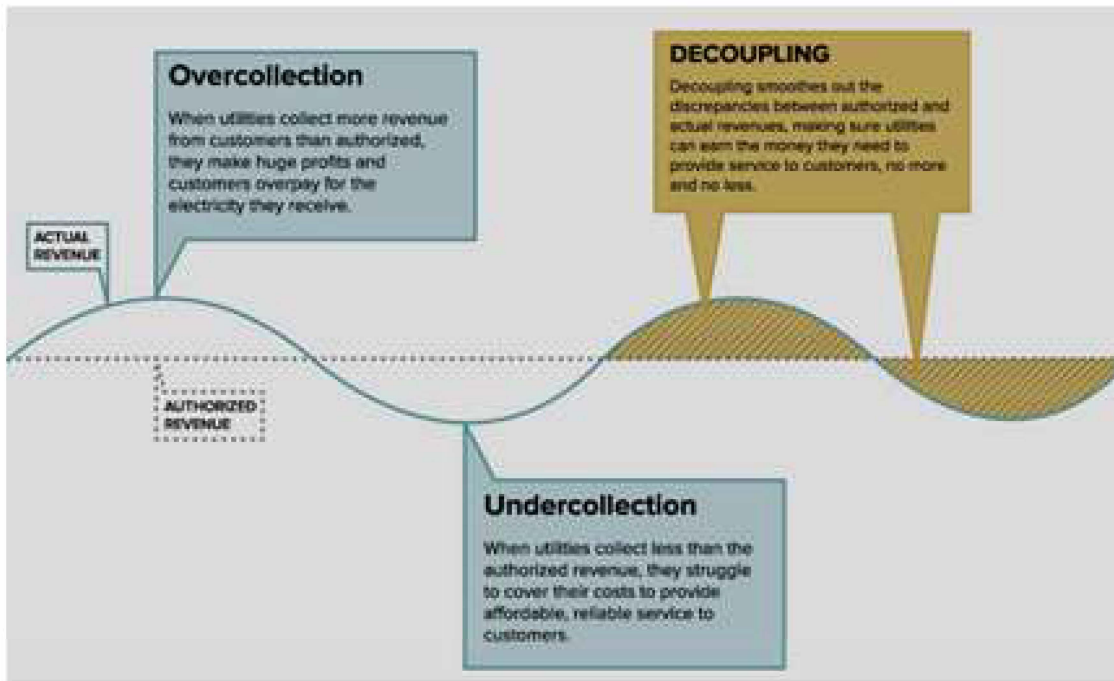 Overcollection
When utilities collect more revenue
from customers than authorized,
they make huge profits and
customers overpay for the
electricity they receive.
DECOUPLING
Decoupling smoothes out the
discrepancies between authorized and
actual revenues, making sure utilities
can earn the money they need to
provide service to customers, no more
and no less.
ACTUAL
REVENUE
AUTHORIZED
REVENUE
Undercollection
When utilities collect less than the
authorized revenue, they struggle
to cover their costs to provide
affordable, reliable service to
customers.